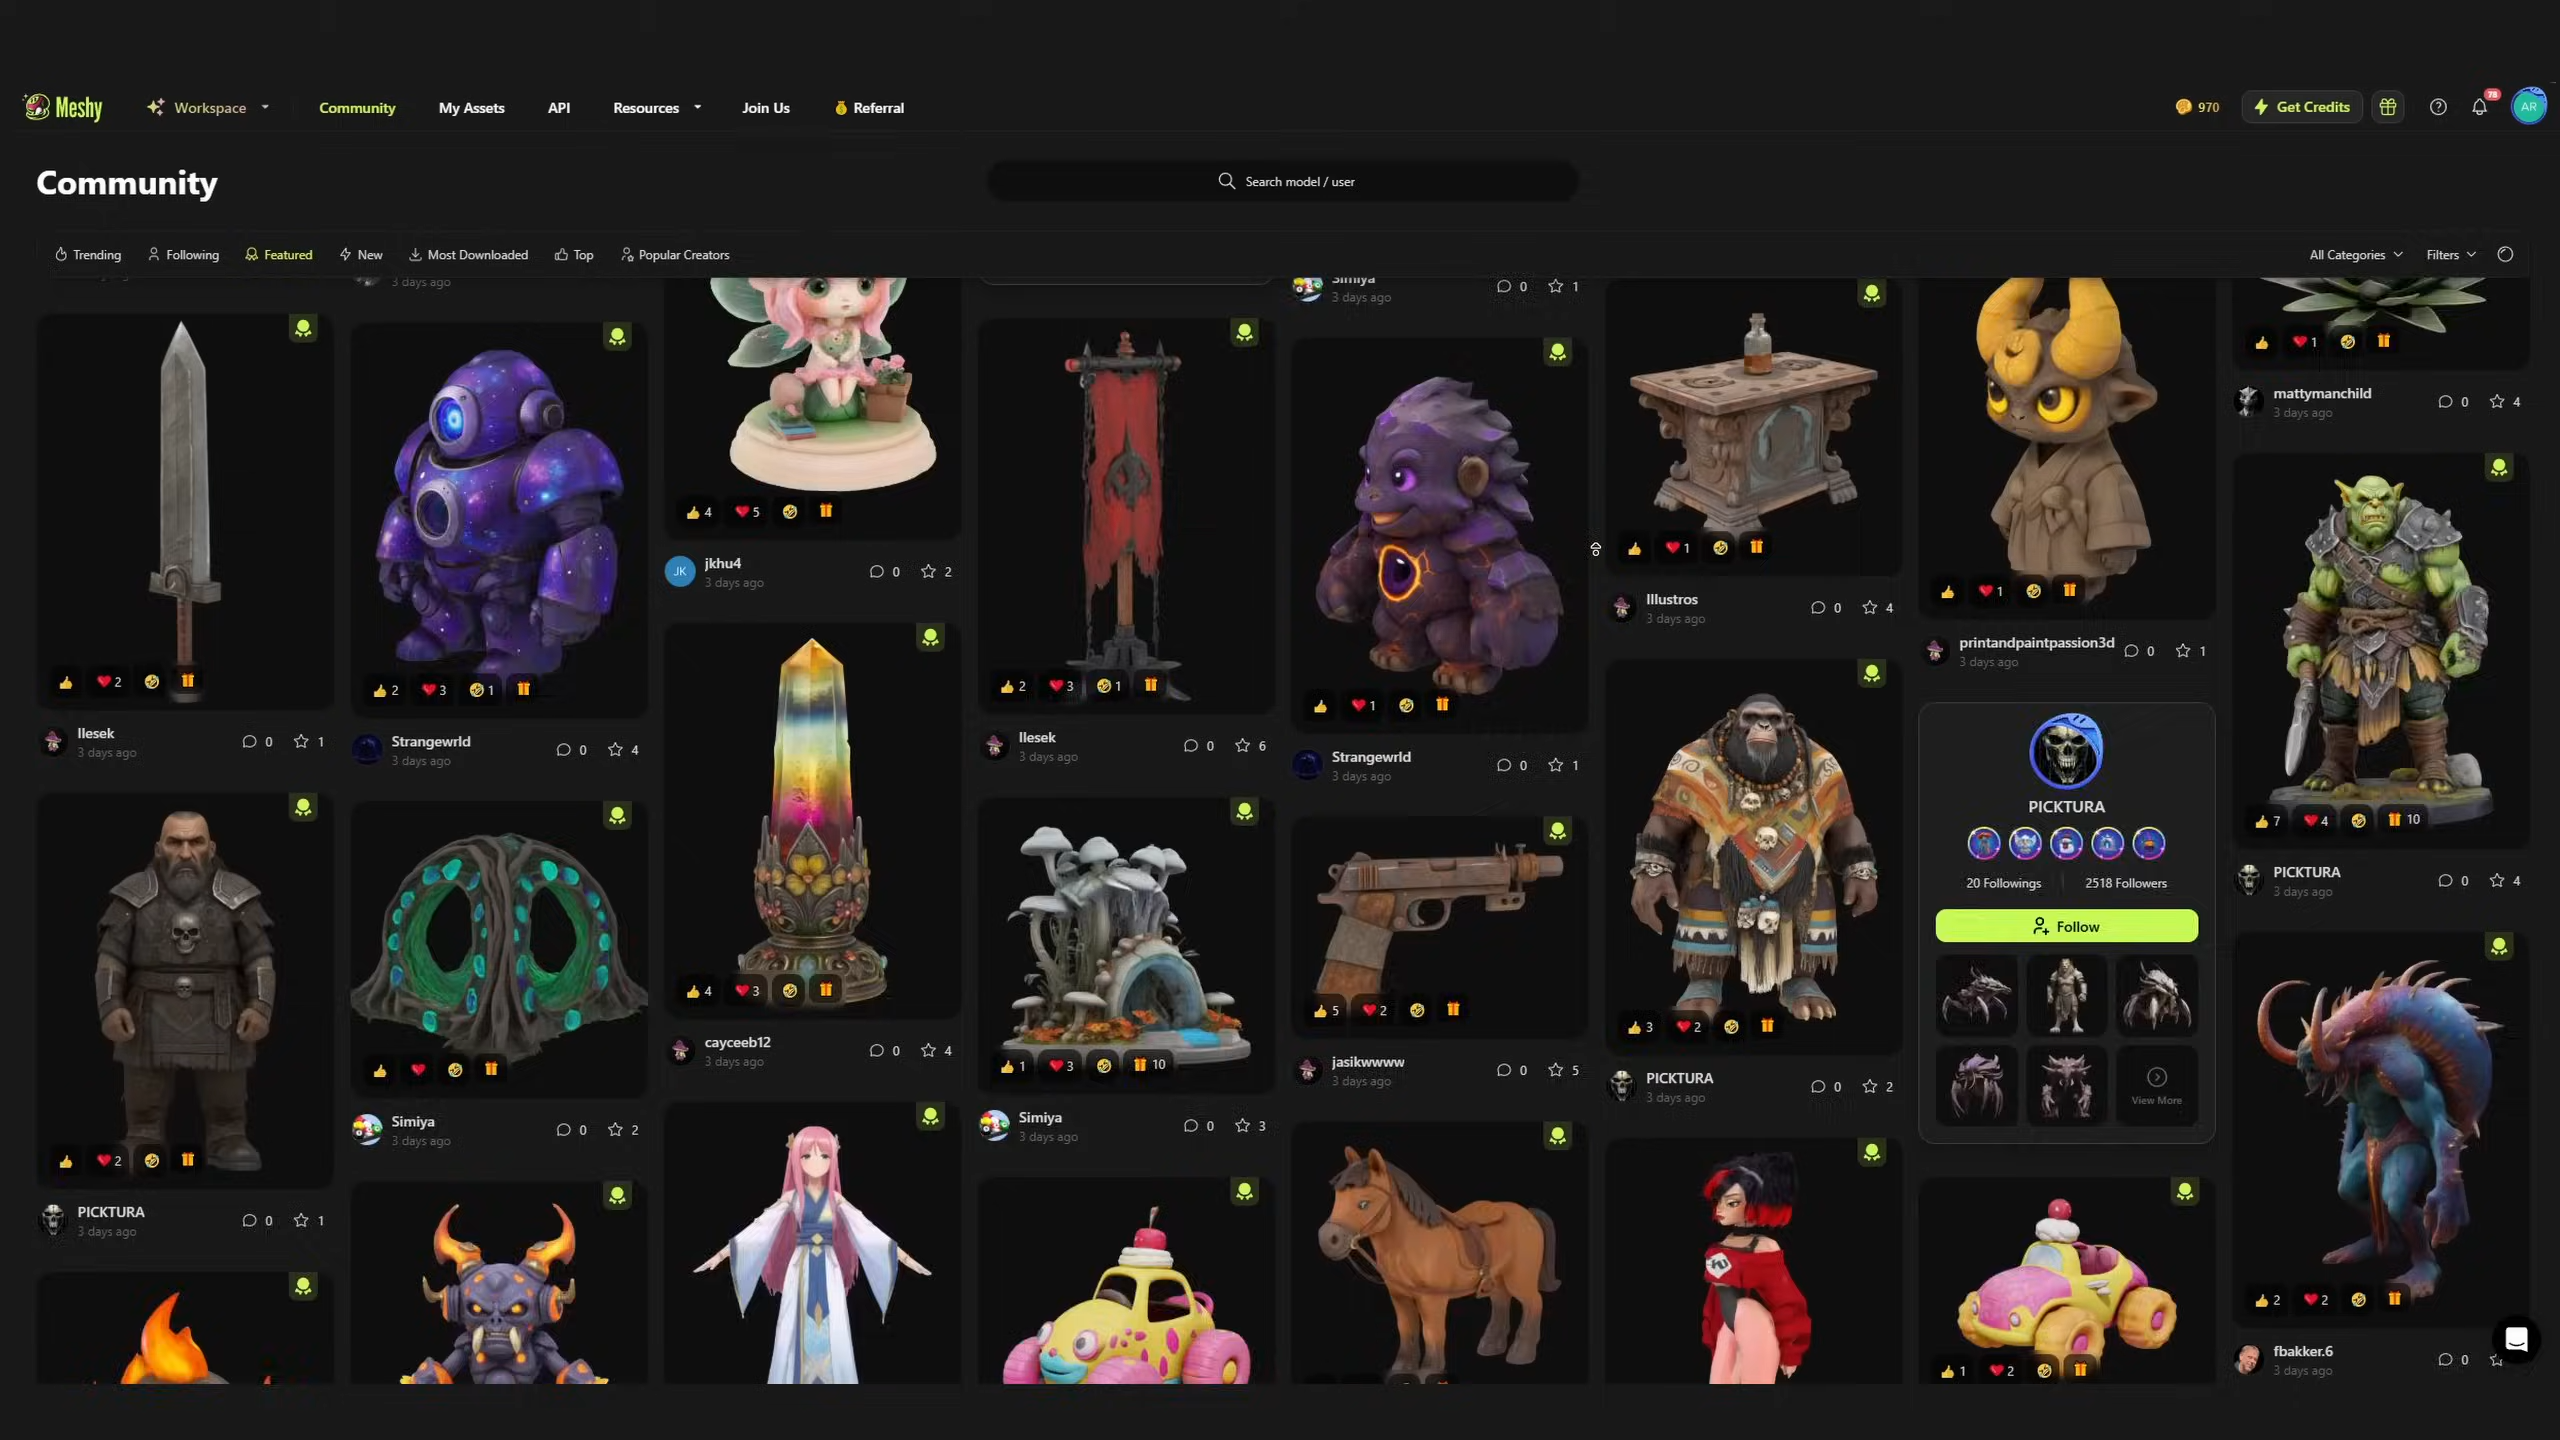 Meshy
Workspace
Community
My Assets
API
Resources
Join Us
Referral
970
Get Credits
78
AR
Community
Search model / user
Trending
Following
Featured
New
Most Downloaded
Top
Popular Creators
All Categories
Filters
2
llesek
3 days ago
0 1
2
PICKTURA
3 days ago
0 1
3 days ago
2 3 1
Strangewrld
3 days ago
0 4
Simiya
3 days ago
0 2
4 5
JK
jkhu4
3 days ago
0 2
4 3
cayceeb12
3 days ago
0 4
2 3 1
llesek
3 days ago
0 6
1 3 10
Simiya
3 days ago
0 3
Simiya
3 days ago
0 1
1
Strangewrld
3 days ago
0 1
5 2
jasikwwww
3 days ago
0 5
1
Illustros
3 days ago
0 4
3 2
PICKTURA
3 days ago
0 2
1
printandpaintpassion3d
3 days ago
0 1
PICKTURA
20 Followings
2518 Followers
Follow
View More
1 2
1
mattymanchild
3 days ago
0 4
7 4 10
PICKTURA
3 days ago
0 4
2 2
fbakker.6
3 days ago
0